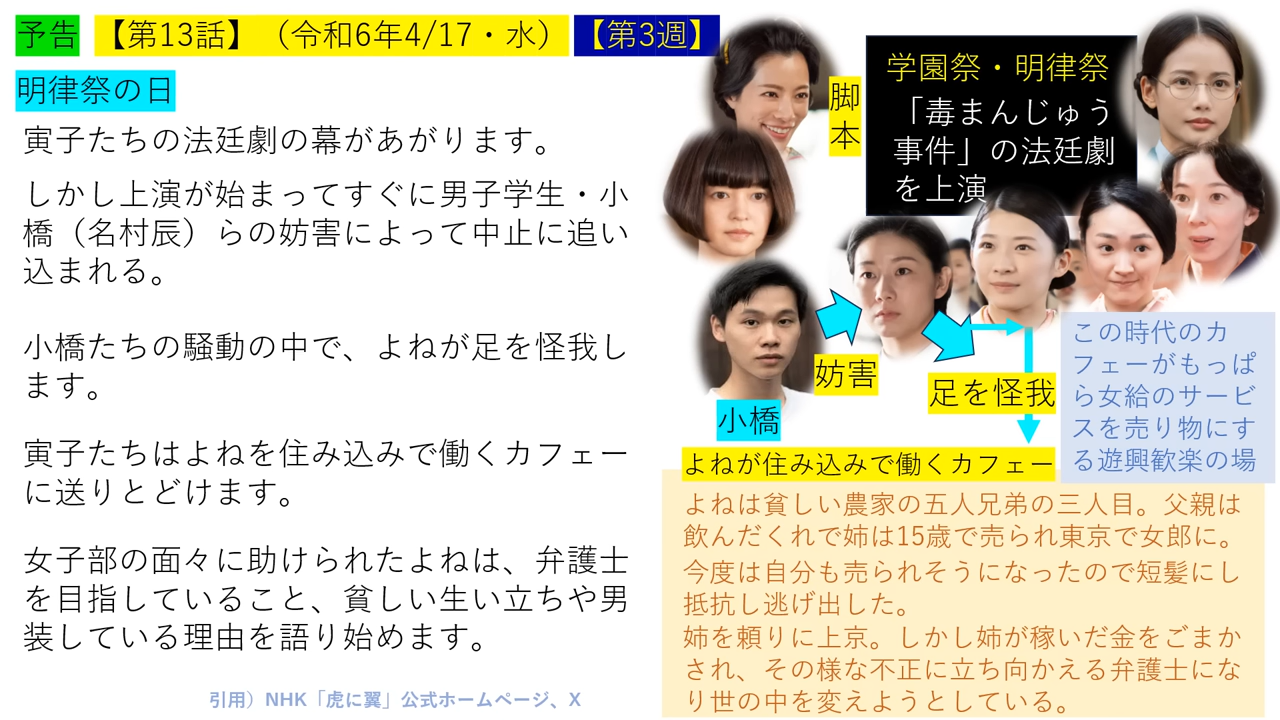 予告 【第13話】（令和6年4/17・水）【第3週】
明律祭の日
寅子たちの法廷劇の幕があがります。
しかし上演が始まってすぐに男子学生・小
橋（名村辰）らの妨害によって中止に追い
込まれる。
小橋たちの騒動の中で、よねが足を怪我し
ます。
寅子たちはよねを住み込みで働くカフェー
に送りとどけます。
女子部の面々に助けられたよねは、弁護士
を目指していること、貧しい生い立ちや男
装している理由を語り始めます。
引用）NHK「虎に翼」公式ホームページ、X
脚
本
学園祭・明律祭
「毒まんじゅう
事件」の法廷劇
を上演
妨害
小橋
足を怪我
この時代のカ
フェーがもっぱ
ら女給のサービ
スを売り物にす
る遊興歓楽の場
よねが住み込みで働くカフェー
よねは貧しい農家の五人兄弟の三人目。父親は
飲んだくれで姉は15歳で売られ東京で女郎に。
今度は自分も売られそうになったので短髪にし
抵抗し逃げ出した。
姉を頼りに上京。しかし姉が稼いだ金をごまか
され、その様な不正に立ち向かえる弁護士にな
り世の中を変えようとしている。